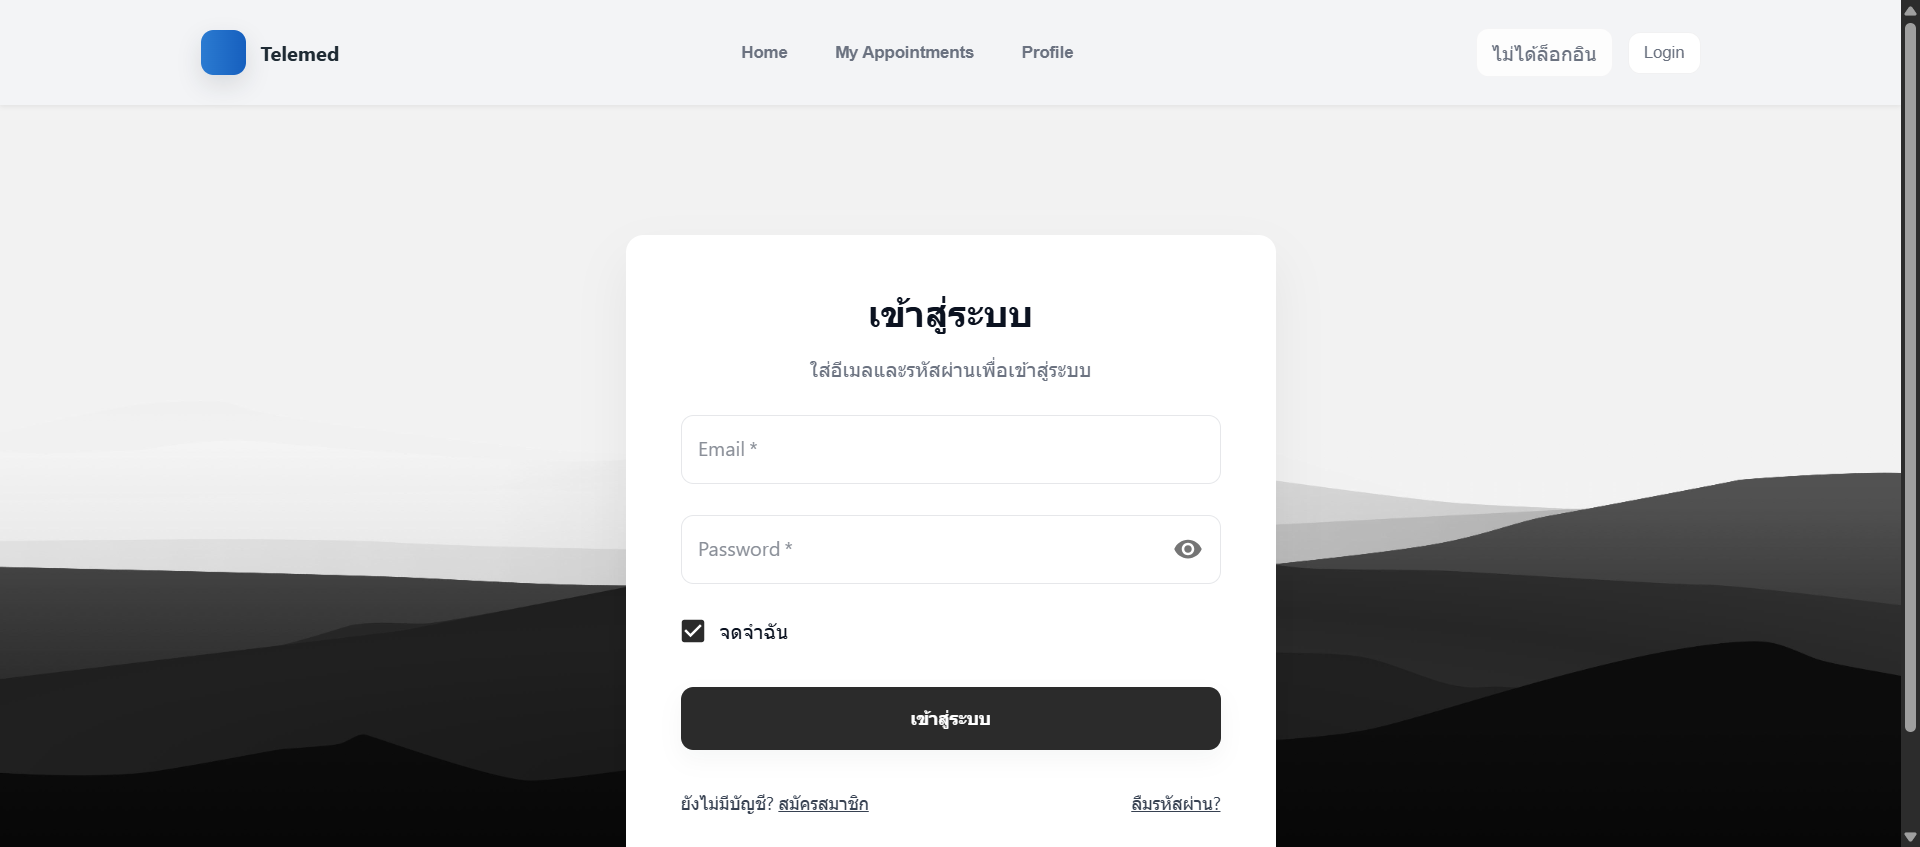 Telemed
Home
My Appointments
Profile
ไม่ได้ล็อกอิน
Login
เข้าสู่ระบบ
ใส่อีเมลและรหัสผ่านเพื่อเข้าสู่ระบบ
Email *
Password *
จดจำฉัน
เข้าสู่ระบบ
ยังไม่มีบัญชี? สมัครสมาชิก
ลืมรหัสผ่าน?